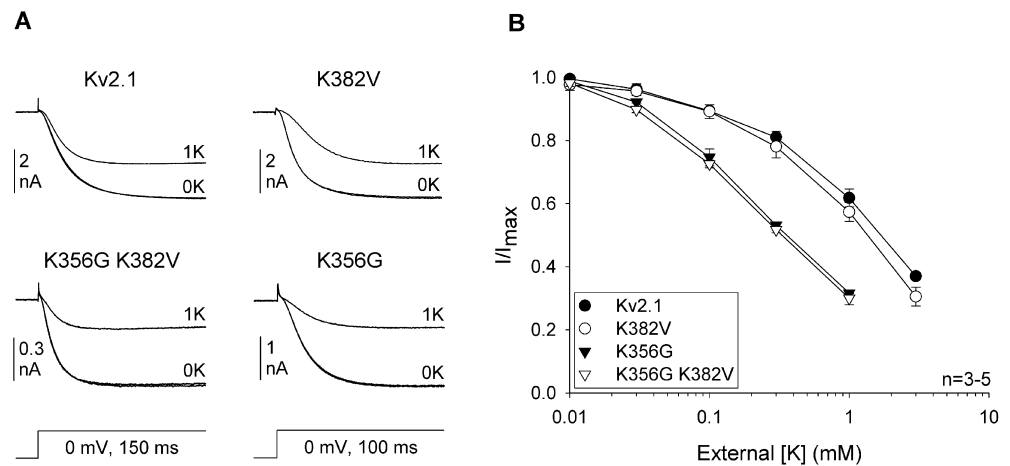 A
Kv2.1
1K
2
nA
0K
K382V
1K
2
nA
0K
K356G K382V
1K
0.3
nA
0K
K356G
1K
1
nA
0K
0 mV, 150 ms
0 mV, 100 ms
B
1.0
0.8
0.6
0.4
0.2
0.0
I/Imax
Kv2.1
K382V
K356G
K356G K382V
n=3-5
0.01
0.1
1
10
External [K] (mM)